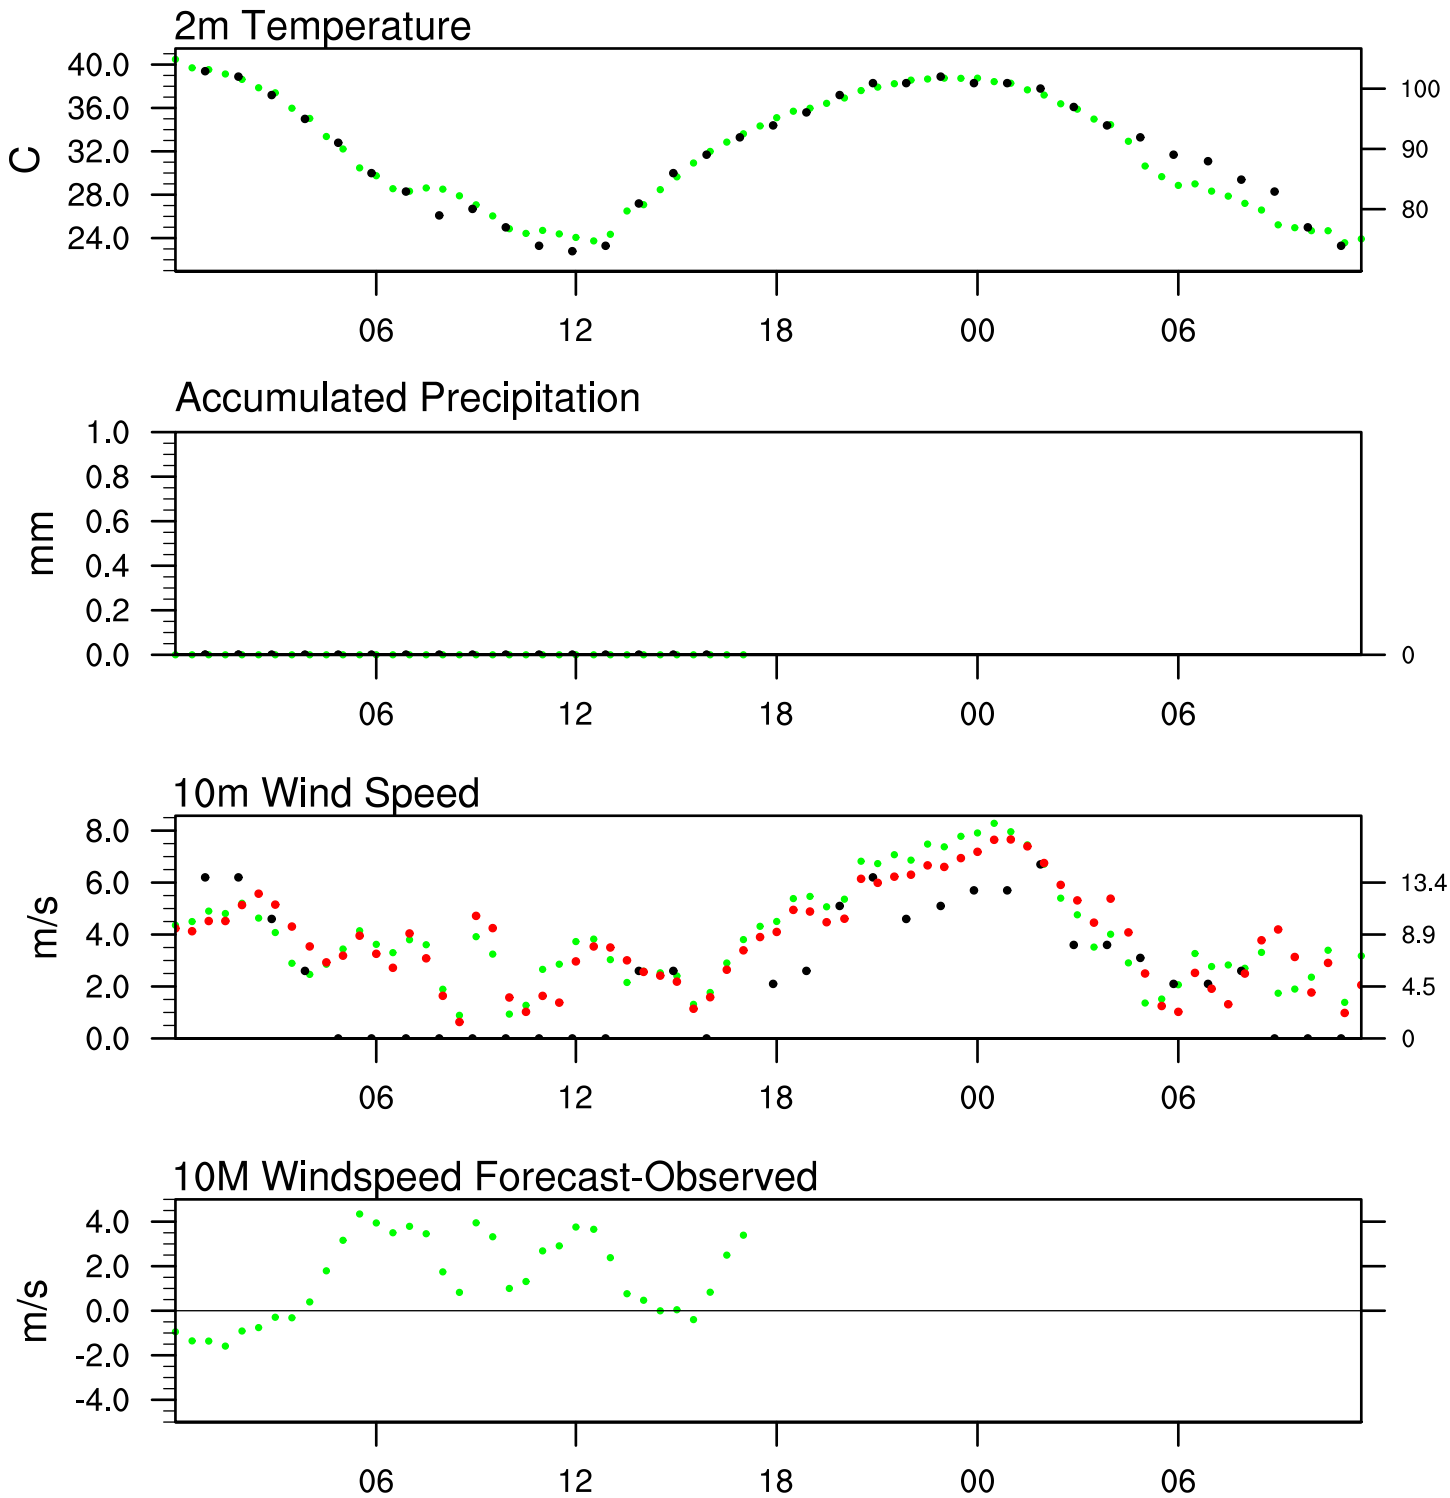 2m Temperature
40.0
36.0
32.0
28.0
24.0
C
100
90
80
06 12 18 00 06
Accumulated Precipitation
1.0
0.8
0.6
0.4
0.2
0.0
mm
0
06 12 18 00 06
10m Wind Speed
8.0
6.0
4.0
2.0
0.0
m/s
13.4
8.9
4.5
0
06 12 18 00 06
10M Windspeed Forecast-Observed
4.0
2.0
0.0
-2.0
-4.0
m/s
06 12 18 00 06